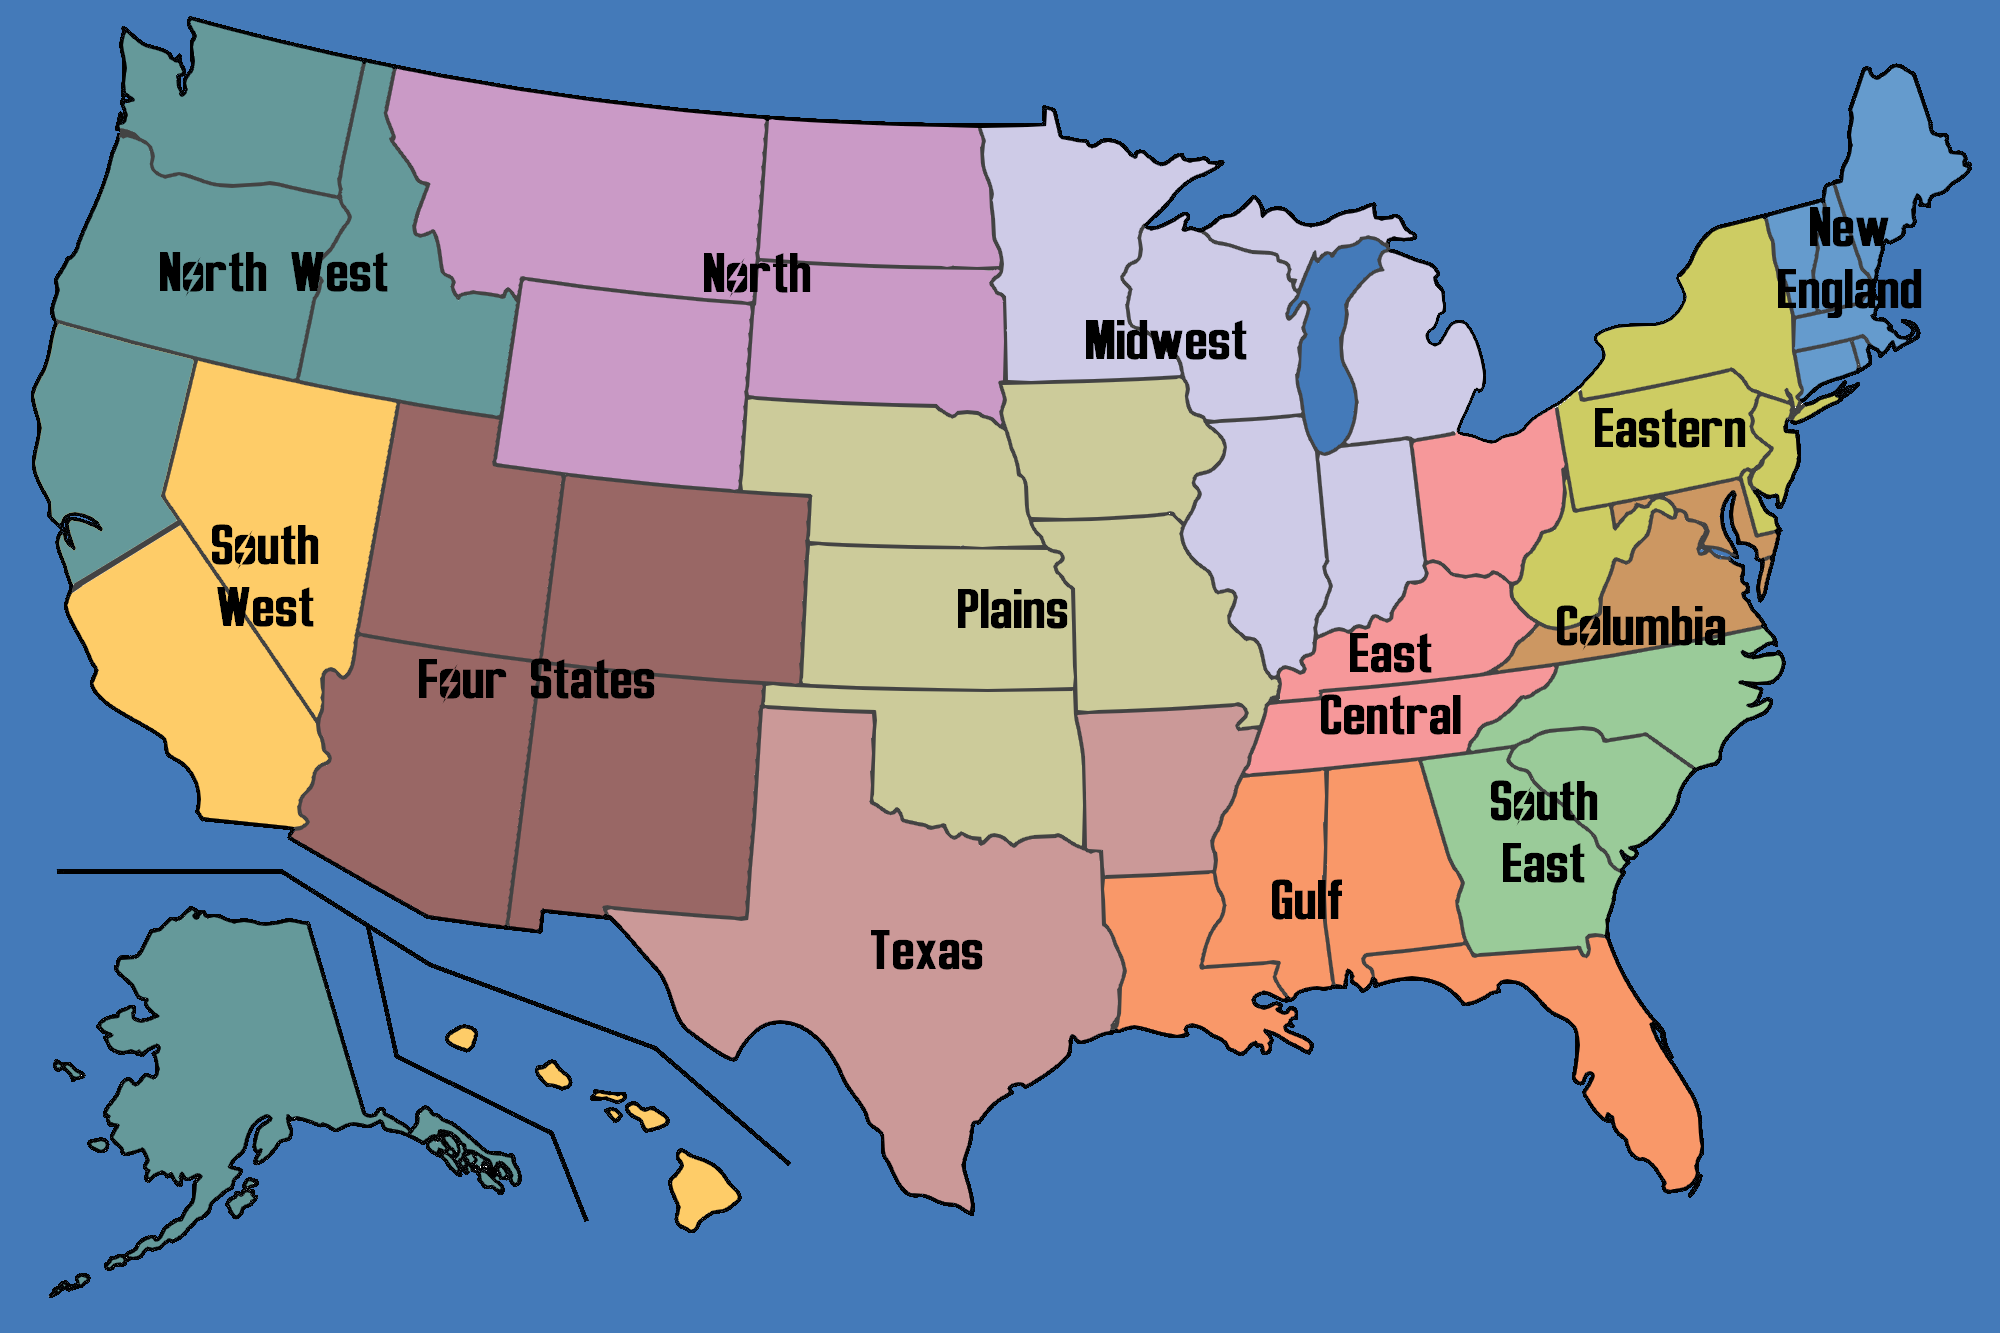 New
England
North West
North
Midwest
Eastern
South
West
Plains
Columbia
East
Central
Four States
South
East
Gulf
Texas